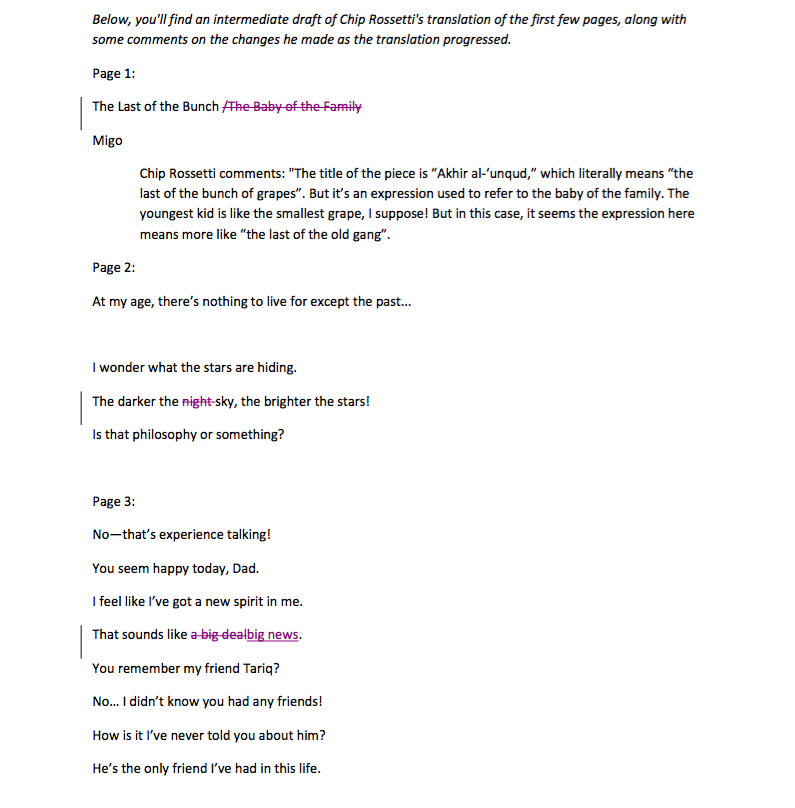 Below, you'll find an intermediate draft of Chip Rossetti's translation of the first few pages, along with
some comments on the changes he made as the translation progressed.
Page 1:
The Last of the Bunch /The Baby of the Family
Migo
Chip Rossetti comments: "The title of the piece is “Akhir al-‘unqud,” which literally means “the
last of the bunch of grapes”. But it’s an expression used to refer to the baby of the family. The
youngest kid is like the smallest grape, I suppose! But in this case, it seems the expression here
means more like “the last of the old gang”.
Page 2:
At my age, there’s nothing to live for except the past…
I wonder what the stars are hiding.
The darker the night sky, the brighter the stars!
Is that philosophy or something?
Page 3:
No—that’s experience talking!
You seem happy today, Dad.
I feel like I’ve got a new spirit in me.
That sounds like a big dealbig news.
You remember my friend Tariq?
No… I didn’t know you had any friends!
How is it I’ve never told you about him?
He’s the only friend I’ve had in this life.